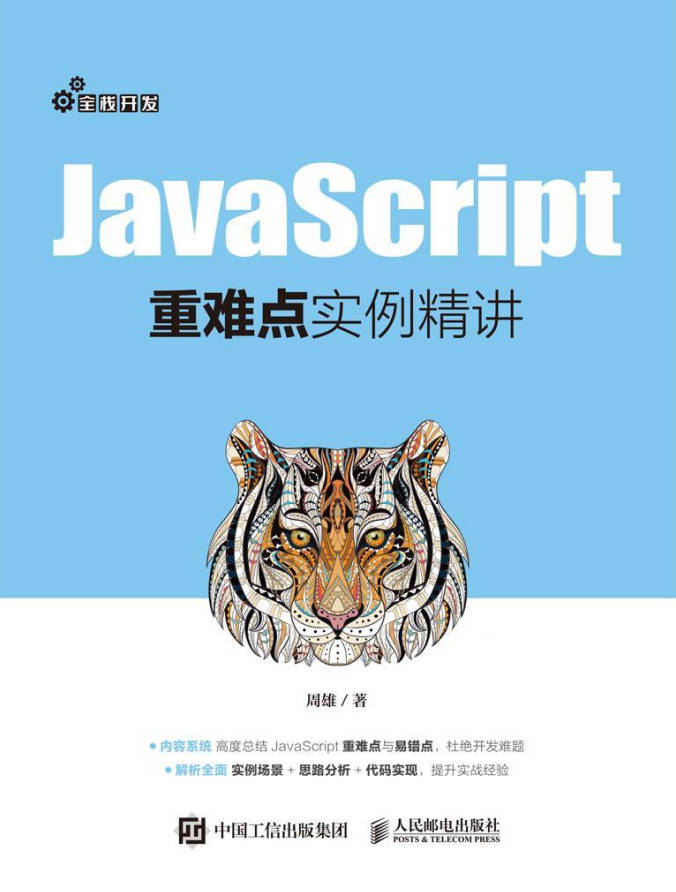 全栈开发
JavaScript
重难点实例精讲
周雄 / 著
• 内容系统 高度总结 JavaScript 重难点与易错点，杜绝开发难题
• 解析全面 实例场景 + 思路分析 + 代码实现，提升实战经验
中国工信出版集团 人民邮电出版社
POSTS & TELECOM PRESS